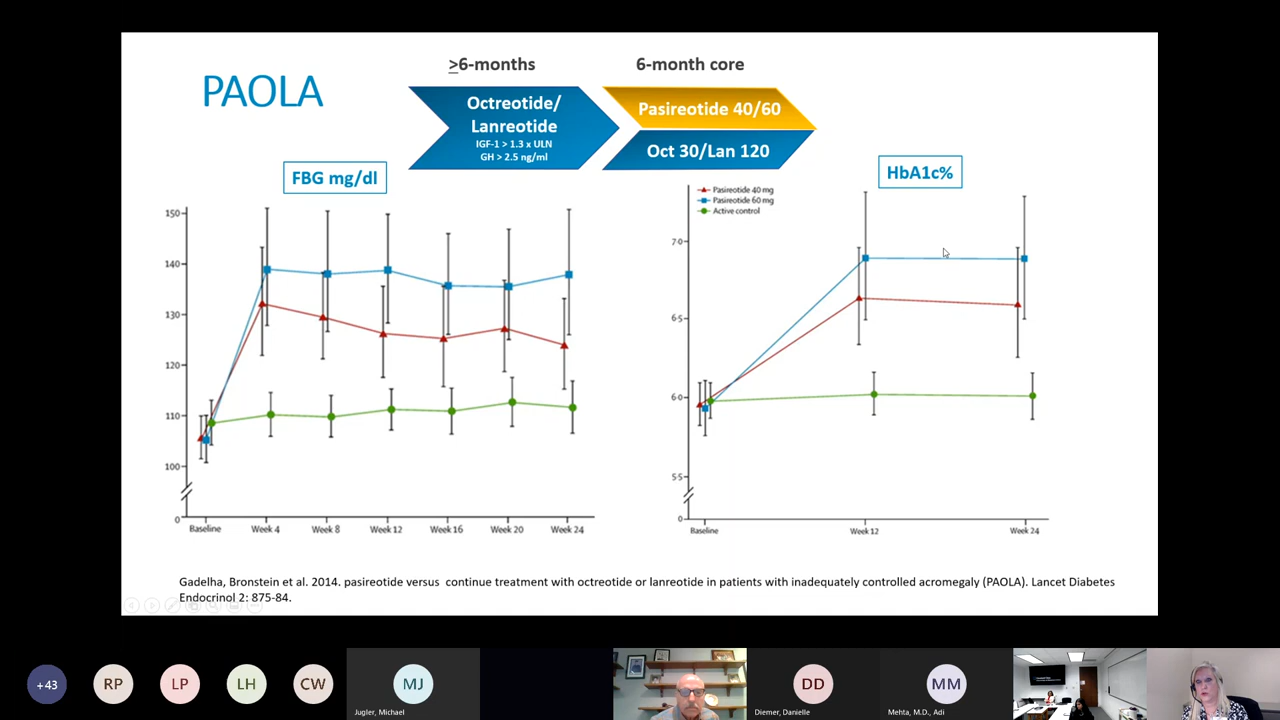 PAOLA
>6-months
6-month core
Octreotide/
Lanreotide
IGF-1 > 1.3 x ULN
GH > 2.5 ng/ml
Pasireotide 40/60
Oct 30/Lan 120
FBG mg/dl
HbA1c%
150
140
130
120
110
100
0
Baseline
Week 4
Week 8
Week 12
Week 16
Week 20
Week 24
Pasireotide 40 mg
Pasireotide 60 mg
Active control
7·0
6·5
6·0
5·5
0
Baseline
Week 12
Week 24
Gadelha, Bronstein et al. 2014. pasireotide versus continue treatment with octreotide or lanreotide in patients with inadequately controlled acromegaly (PAOLA). Lancet Diabetes
Endocrinol 2: 875-84.
+43
RP
LP
LH
CW
MJ
Jugler, Michael
DD
Diemer, Danielle
MM
Mehta, M.D., Adi